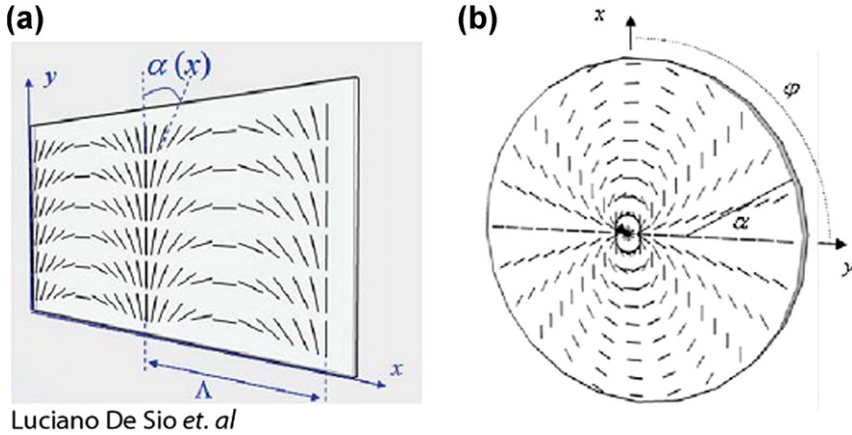 (a)
y
α (x)
x
Λ
Luciano De Sio et. al
(b)
x
φ
α
y